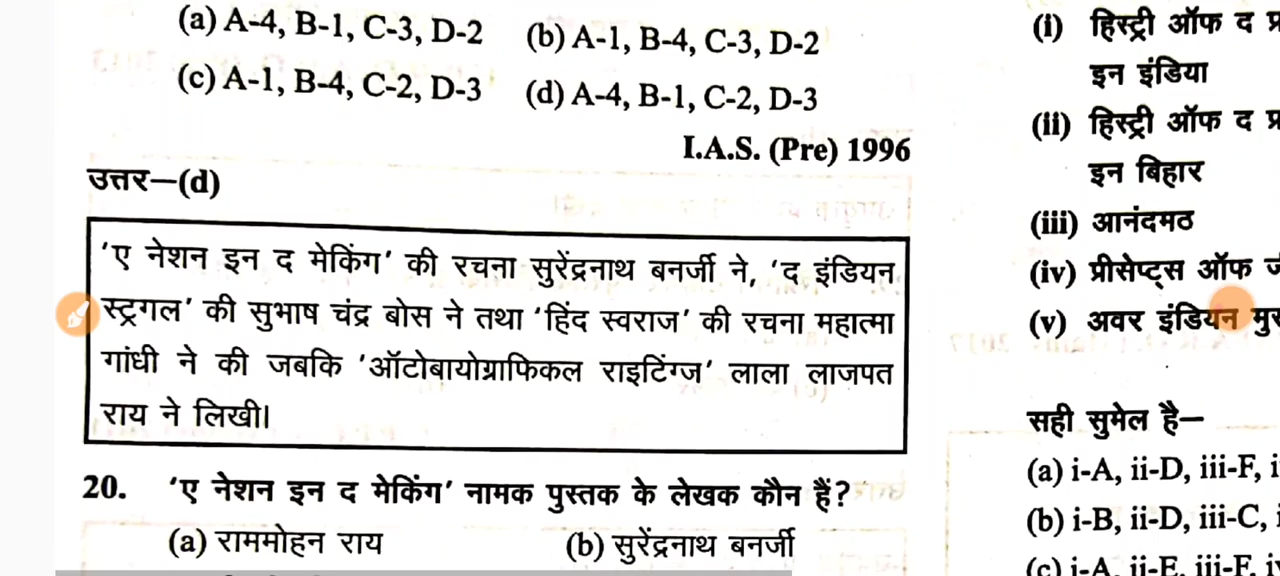 (a) A-4, B-1, C-3, D-2 (b) A-1, B-4, C-3, D-2
(c) A-1, B-4, C-2, D-3 (d) A-4, B-1, C-2, D-3
I.A.S. (Pre) 1996
उत्तर—(d)
'ए नेशन इन द मेकिंग' की रचना सुरेंद्रनाथ बनर्जी ने, 'द इंडियन
स्ट्रगल' की सुभाष चंद्र बोस ने तथा 'हिंद स्वराज' की रचना महात्मा
गांधी ने की जबकि 'ऑटोबायोग्राफिकल राइटिंग्ज' लाला लाजपत
राय ने लिखी।
20. 'ए नेशन इन द मेकिंग' नामक पुस्तक के लेखक कौन हैं?
(a) राममोहन राय (b) सुरेंद्रनाथ बनर्जी
(i) हिस्ट्री ऑफ द
इन इंडिया
(ii) हिस्ट्री ऑफ द
इन बिहार
(iii) आनंदमठ
(iv) प्रीसेप्ट्स ऑफ
(v) अवर इंडियन
सही सुमेल है—
(a) i-A, ii-D, iii-F,
(b) i-B, ii-D, iii-C,
(c) i-A, ii-E, iii-F,